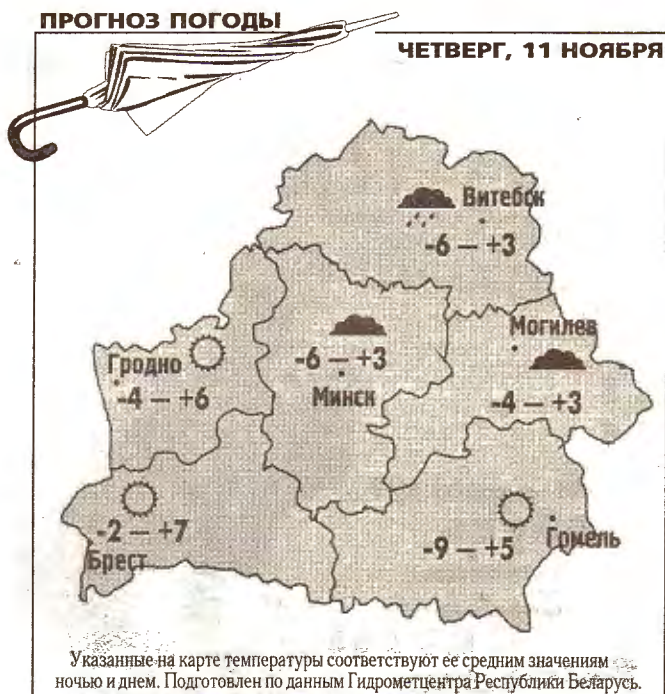 ПРОГНОЗ ПОГОДЫ
ЧЕТВЕРГ, 11 НОЯБРЯ
Витебск
-6 — +3
Могилев
-4 — +3
Гродно
-4 — +6
-6 — +3
Минск
-2 — +7
Брест
-9 — +5
Гомель
Указанные на карте температуры соответствуют ее средним значениям
ночью и днем. Подготовлен по данным Гидрометцентра Республики Беларусь.